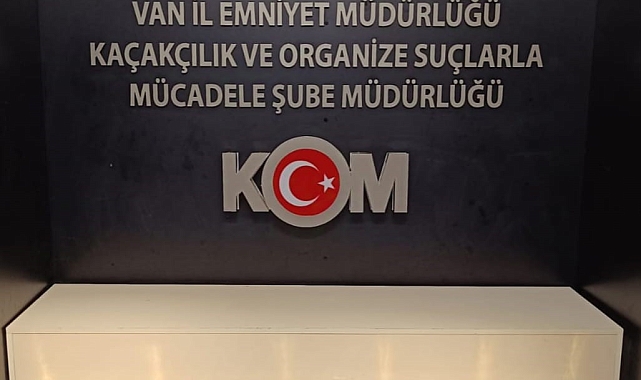 VAN İL EMNİYET MÜDÜRLÜĞÜ
KAÇAKÇILIK VE ORGANİZE SUÇLARLA
MÜCADELE ŞUBE MÜDÜRLÜĞÜ
KOM